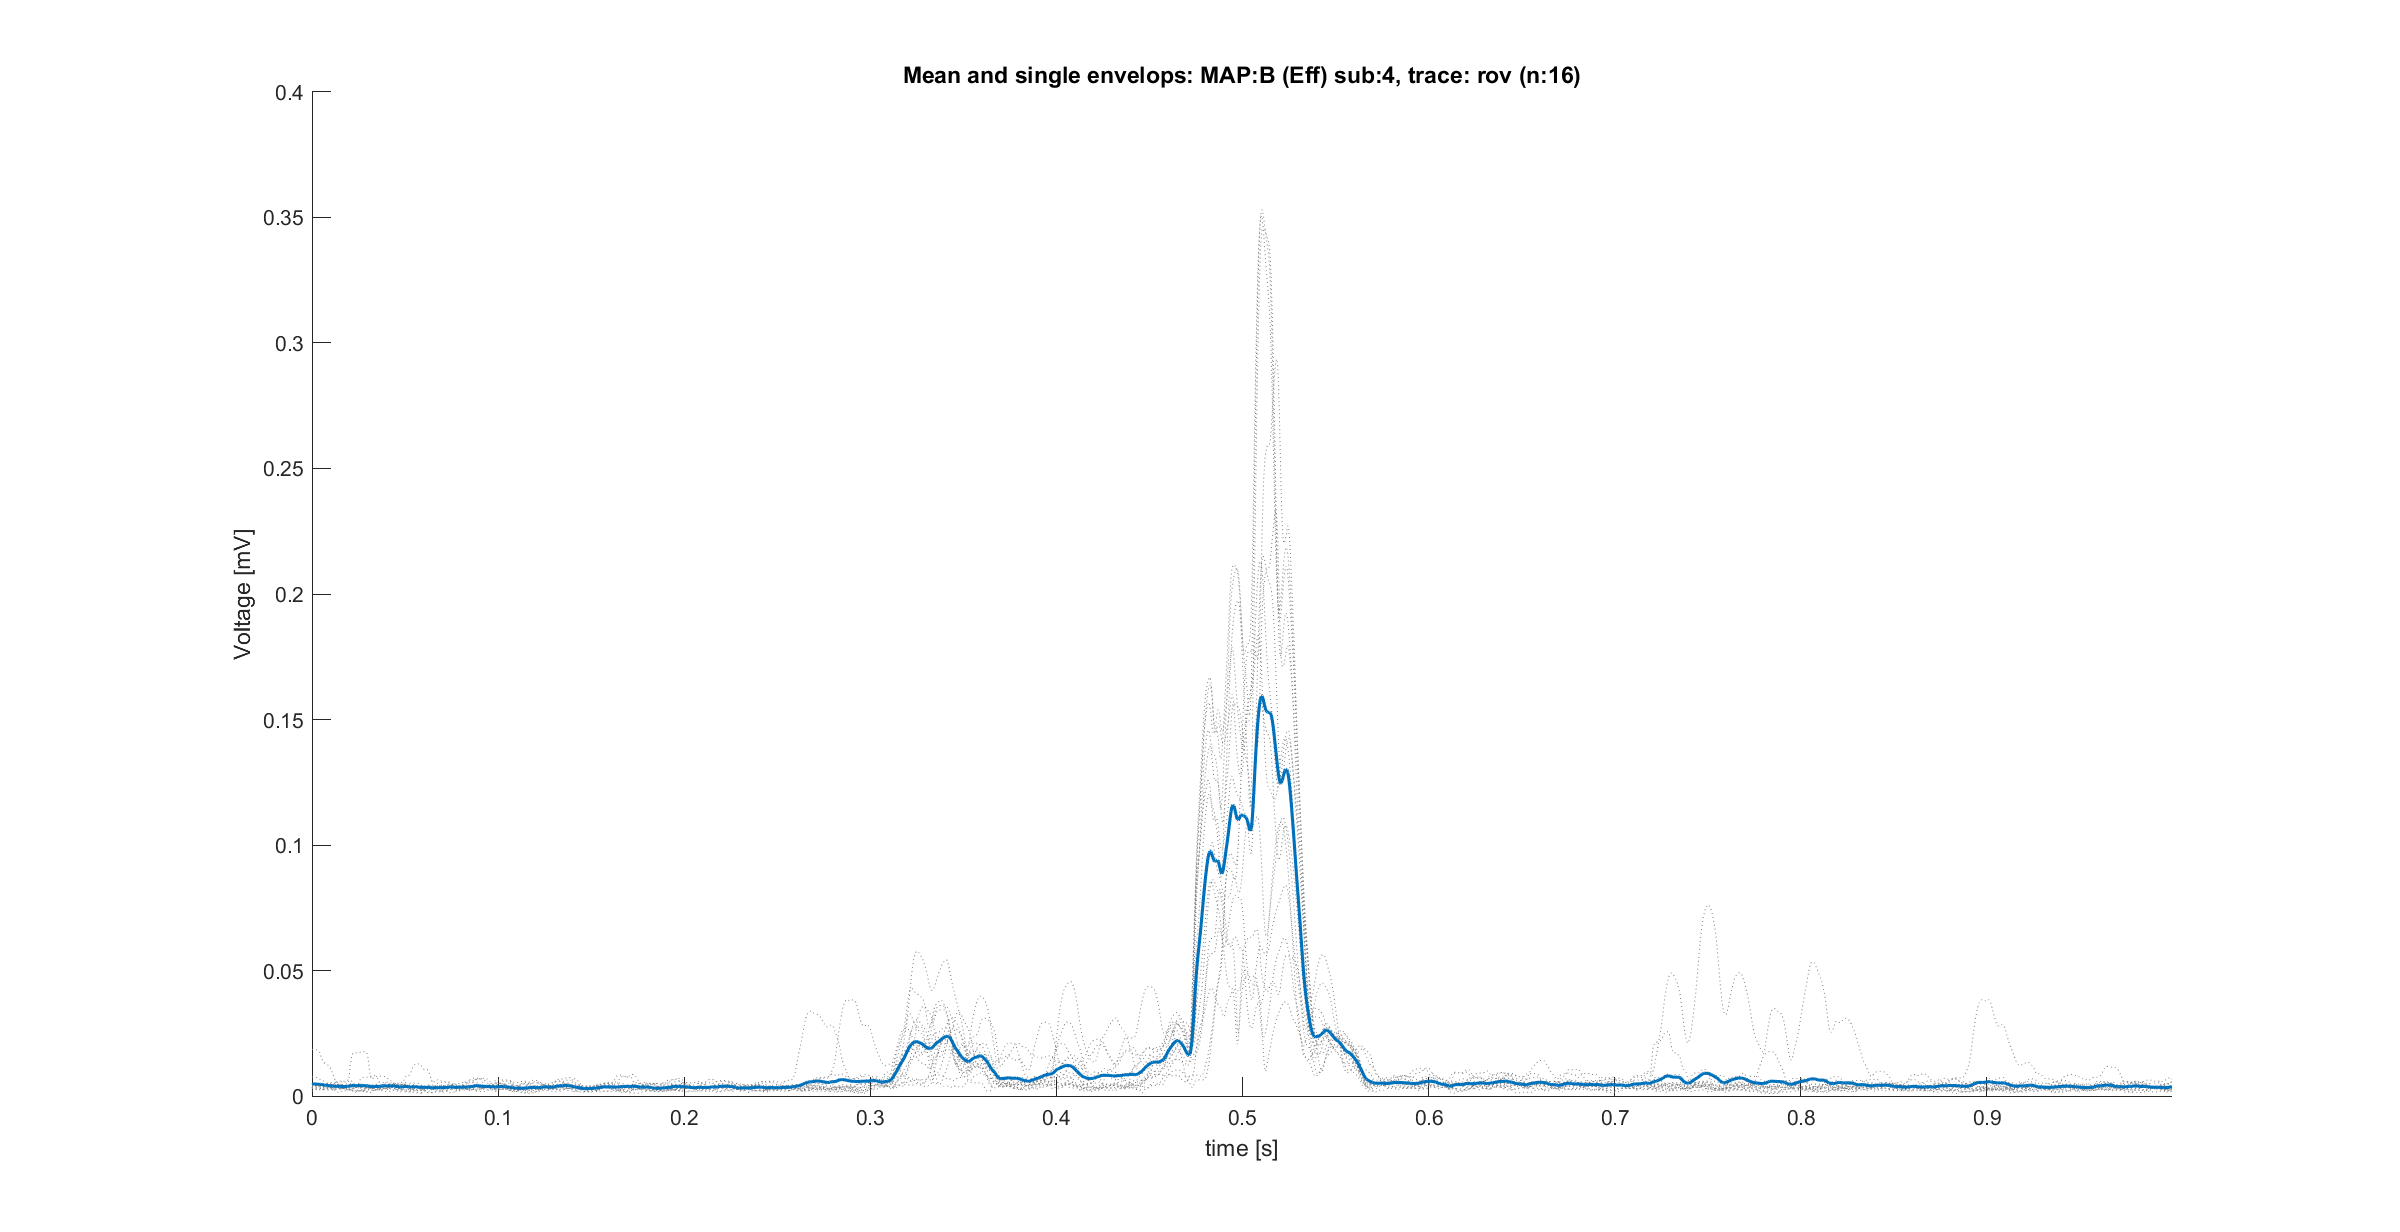 Mean and single envelops: MAP:B (Eff) sub:4, trace: rov (n:16)
0.4
0.35
0.3
0.25
0.2
0.15
0.1
0.05
0
Voltage [mV]
0 0.1 0.2 0.3 0.4 0.5 0.6 0.7 0.8 0.9
time [s]